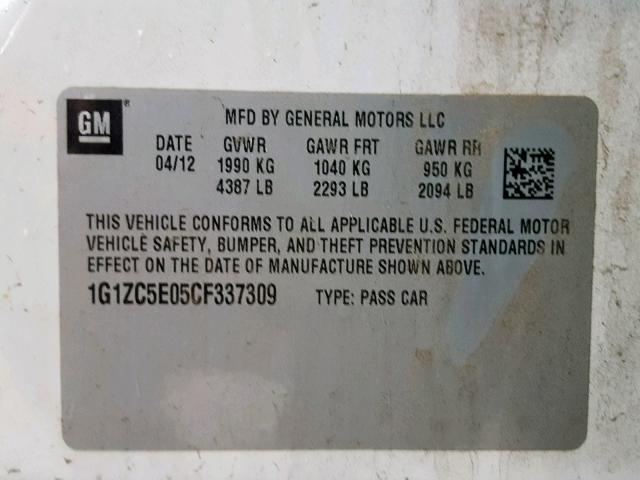 GM ®
MFD BY GENERAL MOTORS LLC
DATE GVWR GAWR FRT GAWR RR
04/12 1990 KG 1040 KG 950 KG
4387 LB 2293 LB 2094 LB
THIS VEHICLE CONFORMS TO ALL APPLICABLE U.S. FEDERAL MOTOR
VEHICLE SAFETY, BUMPER, AND THEFT PREVENTION STANDARDS IN
EFFECT ON THE DATE OF MANUFACTURE SHOWN ABOVE.
1G1ZC5E05CF337309 TYPE: PASS CAR